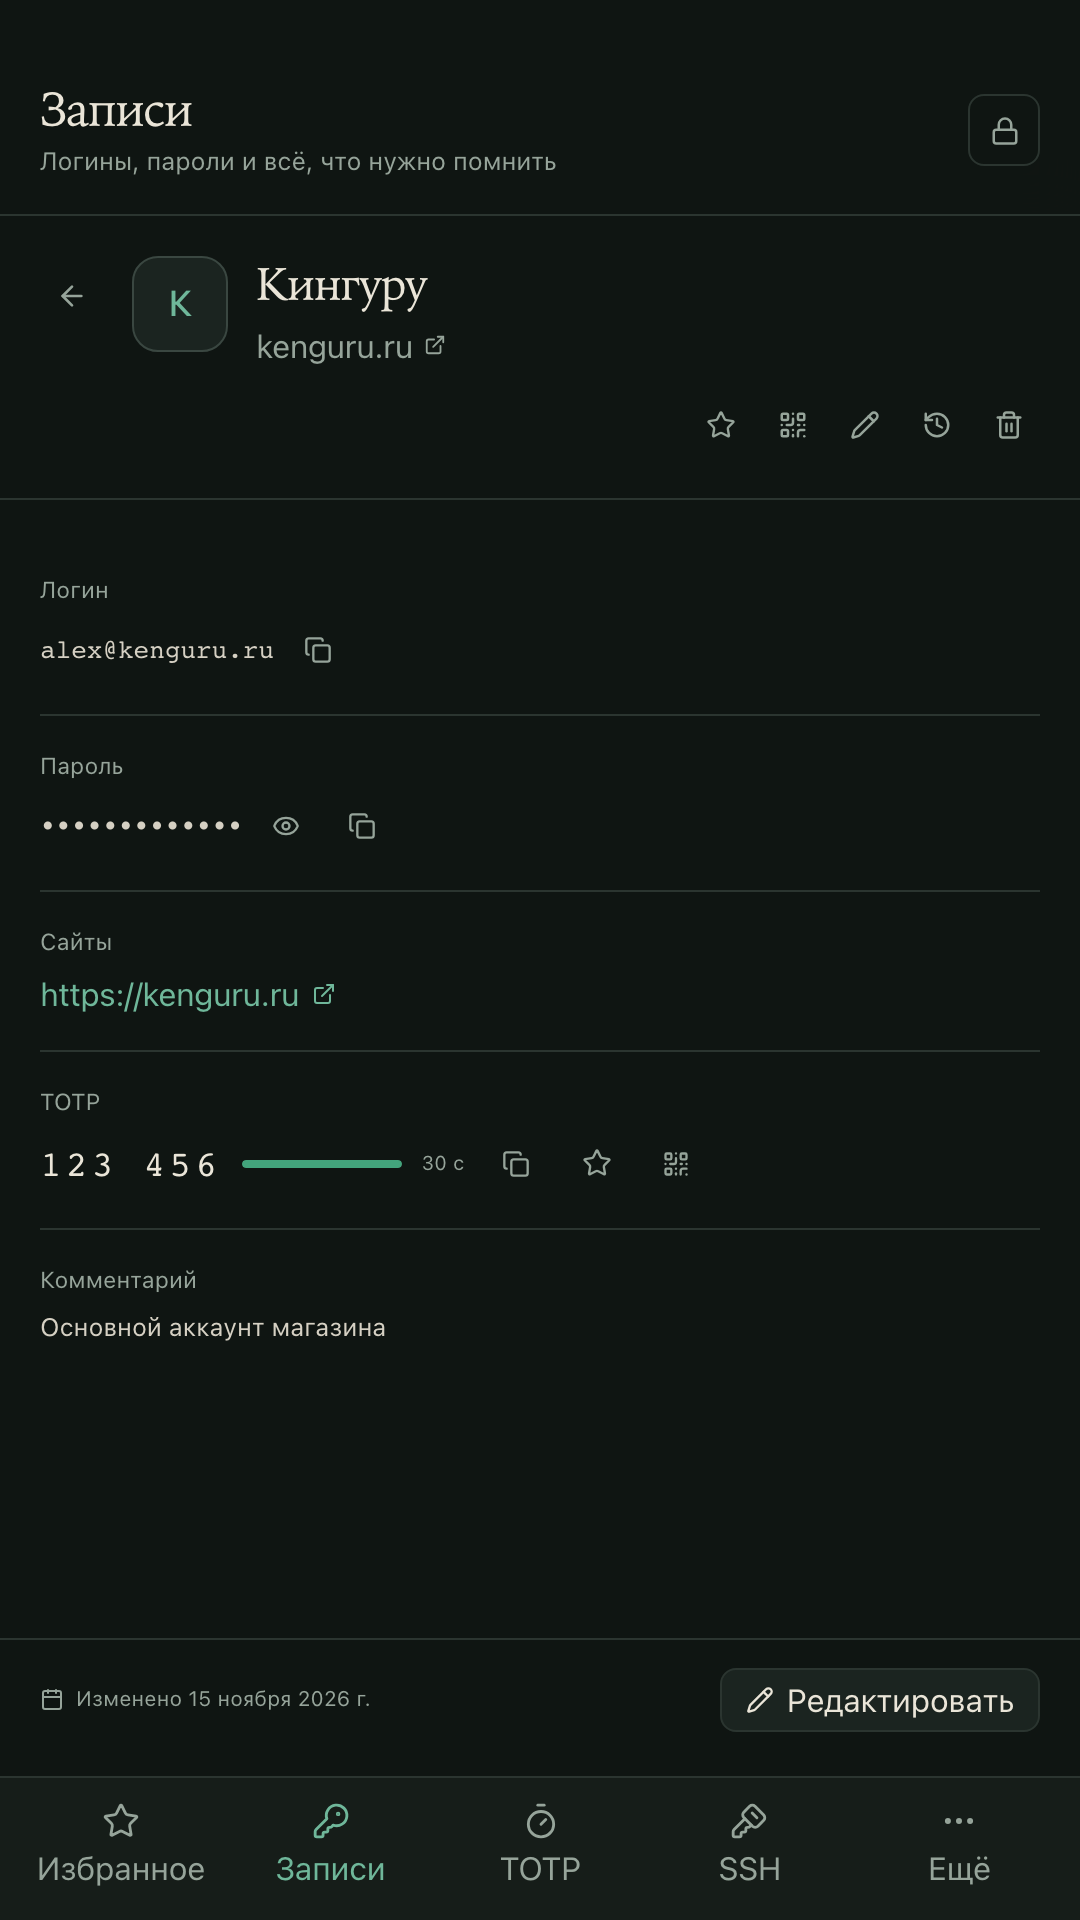 Записи
Логины, пароли и всё, что нужно помнить
K
Кингуру
kenguru.ru
Логин
alex@kenguru.ru
Пароль
•••••••••••••
Сайты
https://kenguru.ru
TOTP
123 456 30 с
Комментарий
Основной аккаунт магазина
Изменено 15 ноября 2026 г.
Редактировать
Избранное
Записи
TOTP
SSH
Ещё